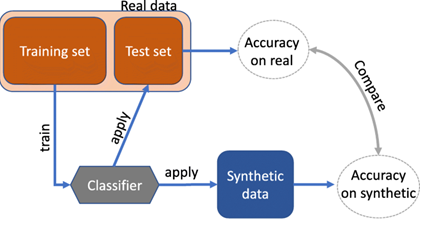 Real data
Training set
Test set
Accuracy
on real
Compare
train
apply
Classifier
apply
Synthetic
data
Accuracy
on synthetic